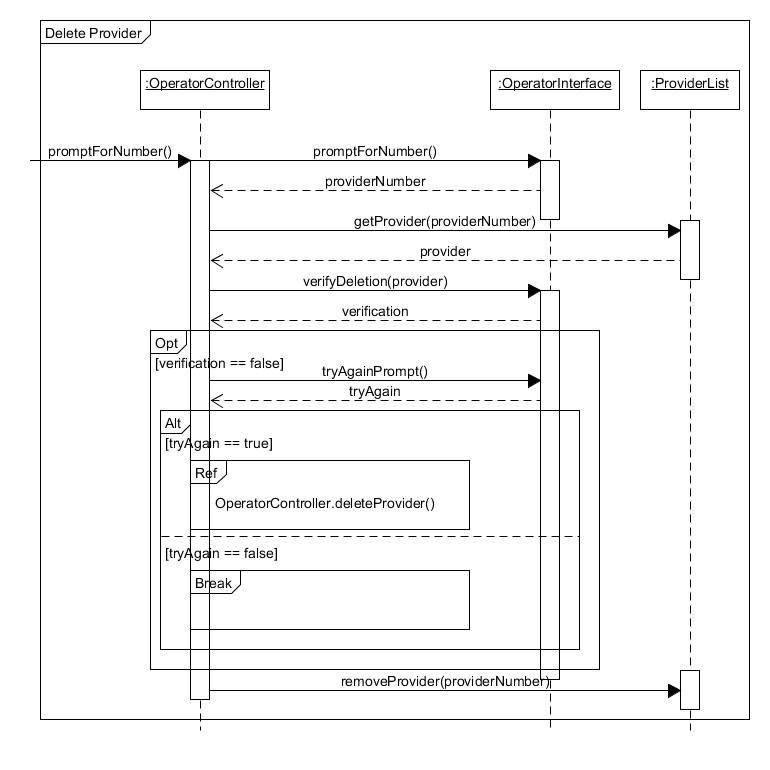 Delete Provider
:OperatorController
:OperatorInterface
:ProviderList
promptForNumber()
promptForNumber()
providerNumber
getProvider(providerNumber)
provider
verifyDeletion(provider)
verification
Opt
[verification == false]
tryAgainPrompt()
tryAgain
Alt
[tryAgain == true]
Ref
OperatorController.deleteProvider()
[tryAgain == false]
Break
removeProvider(providerNumber)